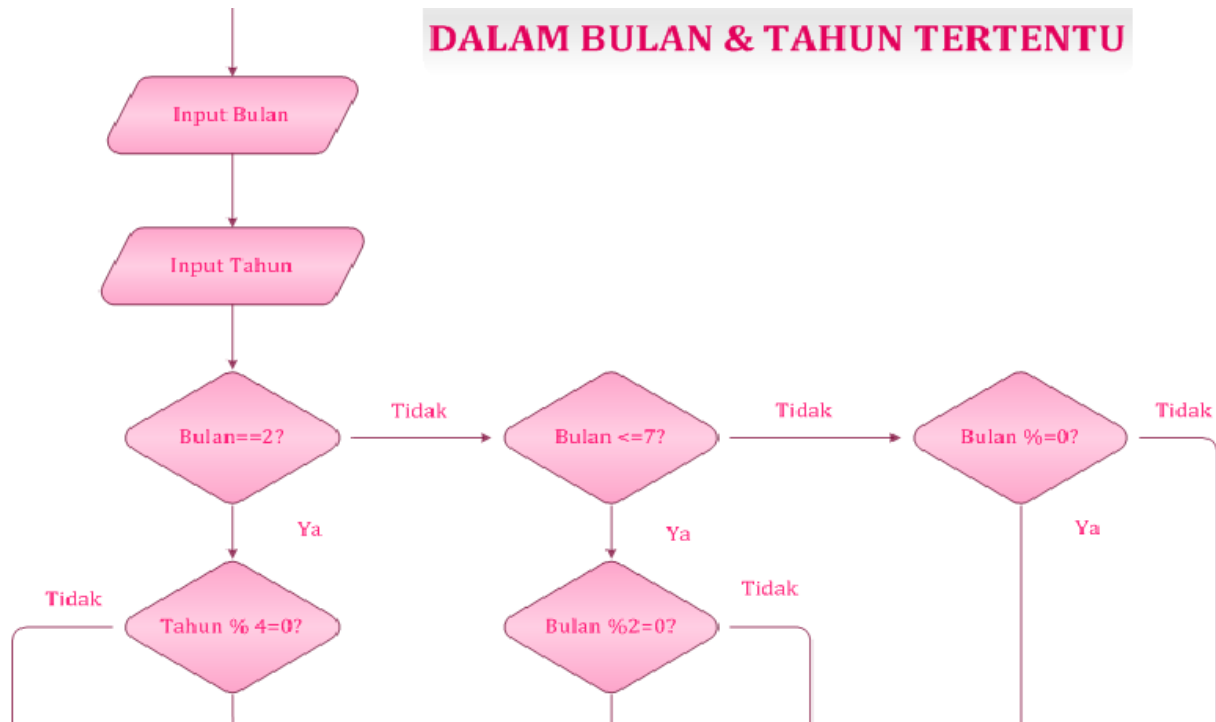 DALAM BULAN & TAHUN TERTENTU
Input Bulan
Input Tahun
Bulan==2?
Tidak
Bulan <=7?
Tidak
Bulan %=0?
Tidak
Ya
Ya
Ya
Tidak
Tahun % 4=0?
Bulan %2=0?
Tidak